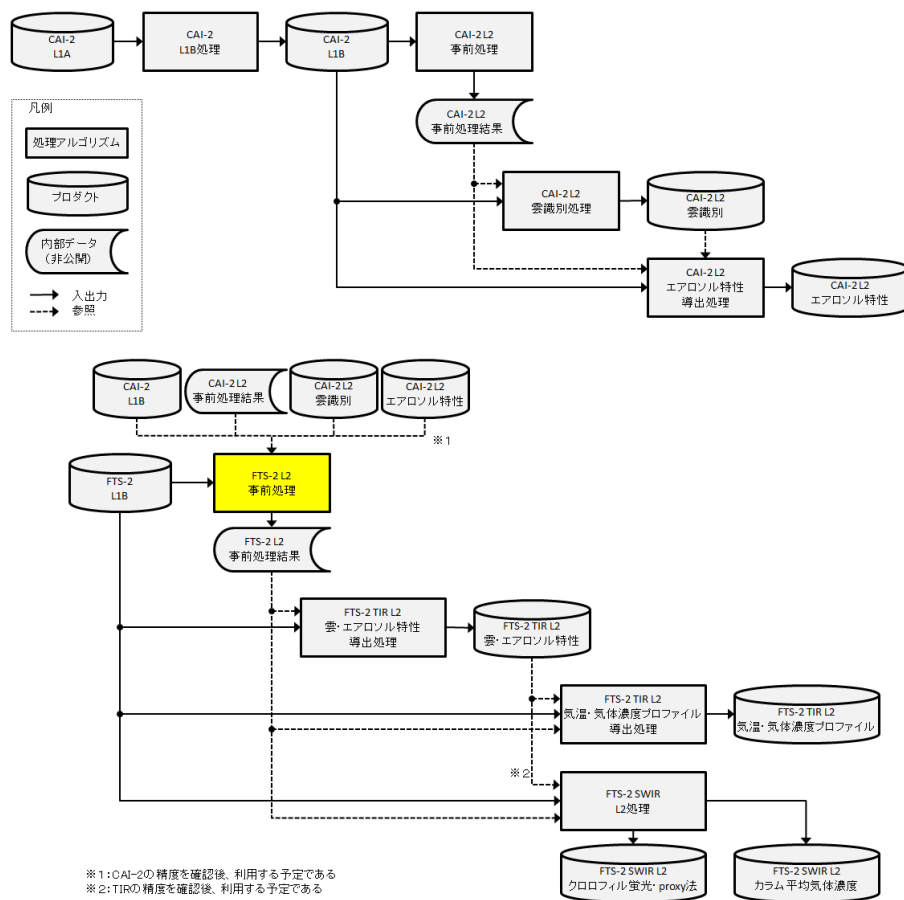 CAI-2
L1A
CAI-2
L1B処理
CAI-2
L1B
CAI-2 L2
事前処理
凡例
処理アルゴリズム
プロダクト
内部データ
(非公開)
入出力
参照
CAI-2 L2
事前処理結果
CAI-2 L2
雲識別処理
CAI-2 L2
雲識別
CAI-2 L2
エアロソル特性
導出処理
CAI-2 L2
エアロソル特性
CAI-2
L1B
CAI-2 L2
事前処理結果
CAI-2 L2
雲識別
CAI-2 L2
エアロソル特性
※1
FTS-2
L1B
FTS-2 L2
事前処理
FTS-2 L2
事前処理結果
FTS-2 TIR L2
雲・エアロソル特性
導出処理
FTS-2 TIR L2
雲・エアロソル特性
FTS-2 TIR L2
気温・気体濃度プロファイル
導出処理
FTS-2 TIR L2
気温・気体濃度プロファイル
※2
FTS-2 SWIR
L2処理
FTS-2 SWIR L2
クロロフィル蛍光・proxy法
FTS-2 SWIR L2
カラム平均気体濃度
※1:CAI-2の精度を確認後、利用する予定である
※2:TIRの精度を確認後、利用する予定である